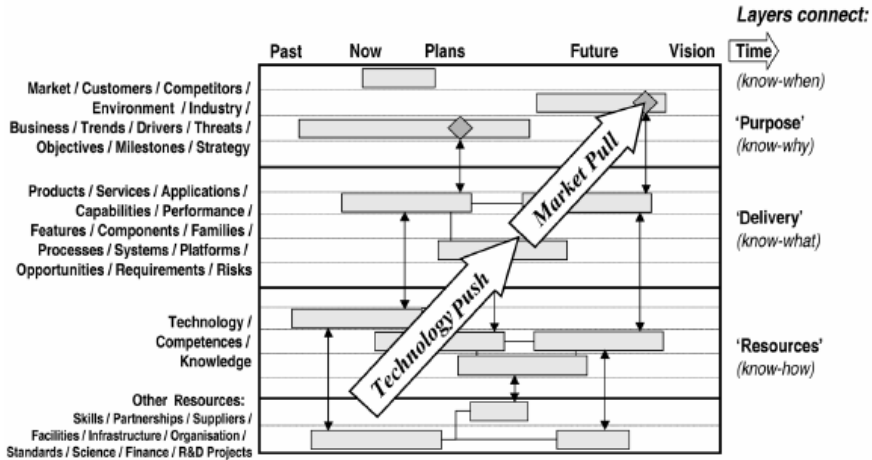 Layers connect:
Past Now Plans Future Vision Time
(know-when)
Market / Customers / Competitors /
Environment / Industry /
Business / Trends / Drivers / Threats /
Objectives / Milestones / Strategy
'Purpose'
(know-why)
Market Pull
Products / Services / Applications /
Capabilities / Performance /
Features / Components / Families /
Processes / Systems / Platforms /
Opportunities / Requirements / Risks
'Delivery'
(know-what)
Technology Push
Technology /
Competences /
Knowledge
'Resources'
(know-how)
Other Resources:
Skills / Partnerships / Suppliers /
Facilities / Infrastructure / Organisation /
Standards / Science / Finance / R&D Projects